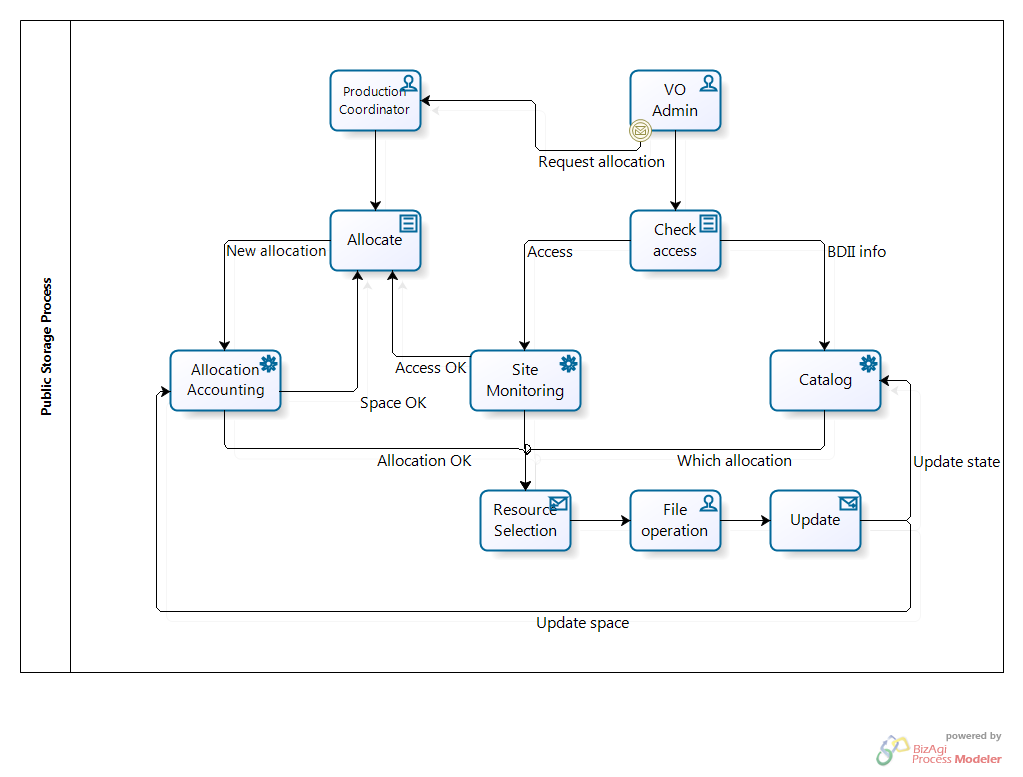 Public Storage Process
Production
Coordinator
VO
Admin
Request allocation
Allocate
Check
access
New allocation
Access
BDII info
Allocation
Accounting
Access OK
Site
Monitoring
Catalog
Space OK
Allocation OK
Which allocation
Update state
Resource
Selection
File
operation
Update
Update space
powered by
BizAgi
Process Modeler